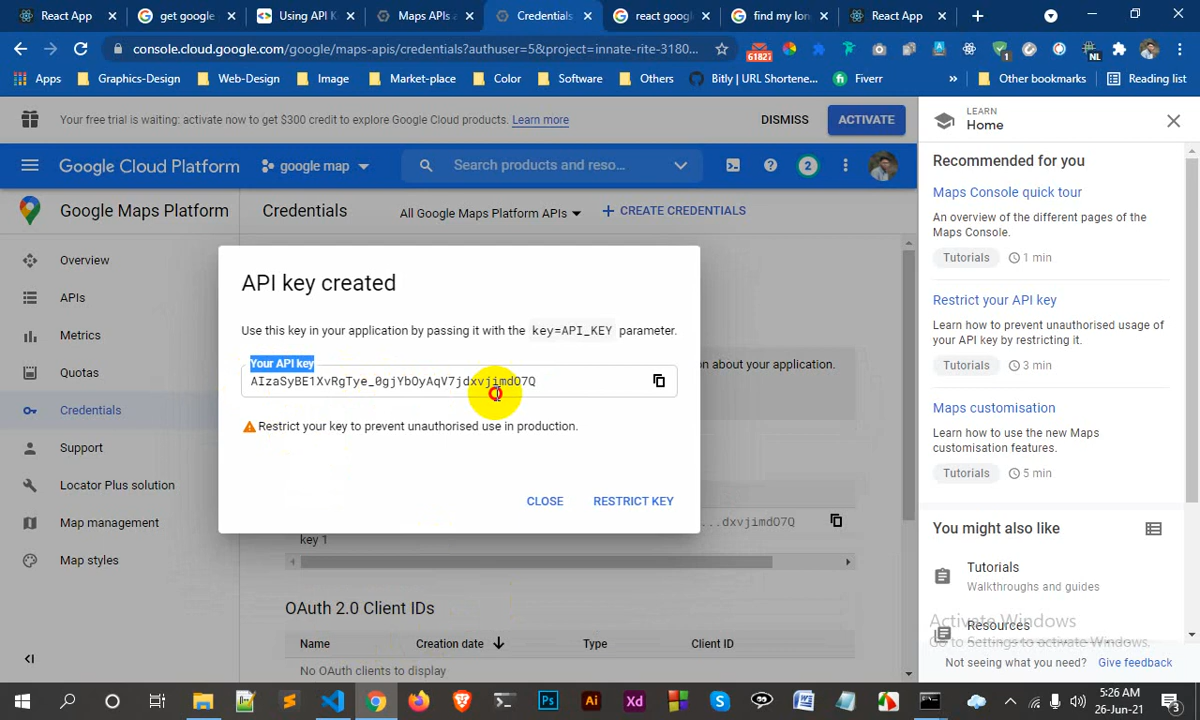 React App
get google
Using API K
Maps APIs a
Credentials
react goog
find my lon
React App
console.cloud.google.com/google/maps-apis/credentials?authuser=5&project=innate-rite-3180...
61827
1
NL
Apps
Graphics-Design
Web-Design
Image
Market-place
Color
Software
Others
Bitly | URL Shortene...
Fiverr
»
Other bookmarks
Reading list
Your free trial is waiting: activate now to get $300 credit to explore Google Cloud products. Learn more
DISMISS
ACTIVATE
Google Cloud Platform
google map
Search products and reso...
2
Google Maps Platform
Credentials
All Google Maps Platform APIs
CREATE CREDENTIALS
Overview
APIs
Metrics
Quotas
Credentials
Support
Locator Plus solution
Map management
Map styles
n about your application.
API key created
Use this key in your application by passing it with the key=API_KEY parameter.
Your API key
AIzaSyBE1XvRgTye_0gjYbOyAqV7jdxvjimdO7Q
Restrict your key to prevent unauthorised use in production.
CLOSE
RESTRICT KEY
...dxvjimdO7Q
key 1
OAuth 2.0 Client IDs
Name
Creation date
Type
Client ID
No OAuth clients to display
LEARN
Home
Recommended for you
Maps Console quick tour
An overview of the different pages of the
Maps Console.
Tutorials
1 min
Restrict your API key
Learn how to prevent unauthorised usage of
your API key by restricting it.
Tutorials
3 min
Maps customisation
Learn how to use the new Maps
customisation features.
Tutorials
5 min
You might also like
Tutorials
Walkthroughs and guides
Resources
Activate Windows
Go to Settings to activate Windows.
Not seeing what you need? Give feedback
Ps
Ai
Xd
5:26 AM
26-Jun-21
3